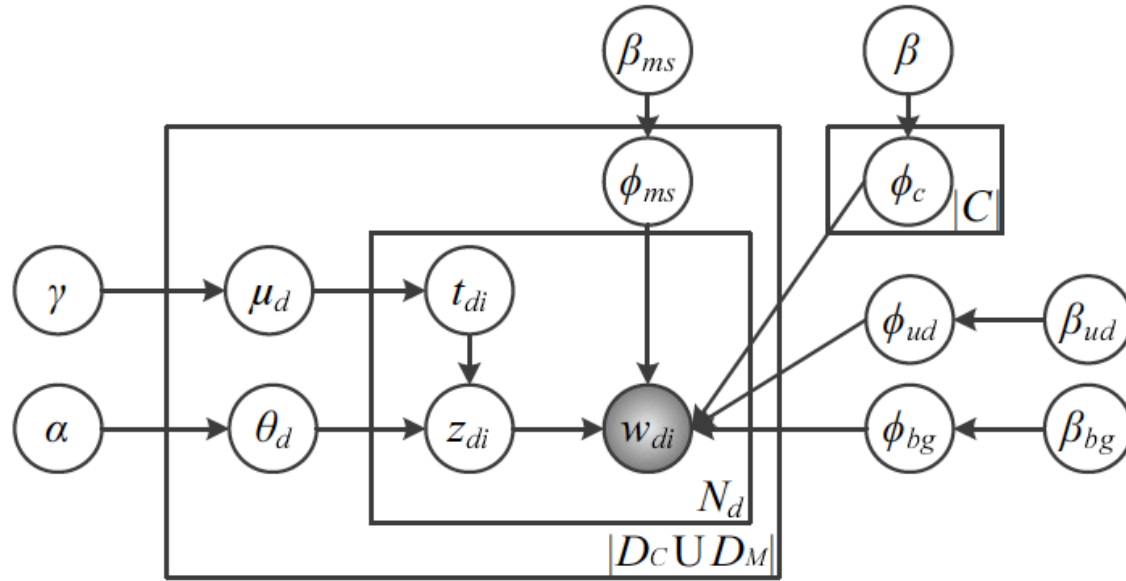 β_ms β
ϕ_ms ϕ_c |C|
γ μ_d t_di ϕ_ud β_ud
α θ_d z_di w_di ϕ_bg β_bg
N_d
|D_C ∪ D_M|